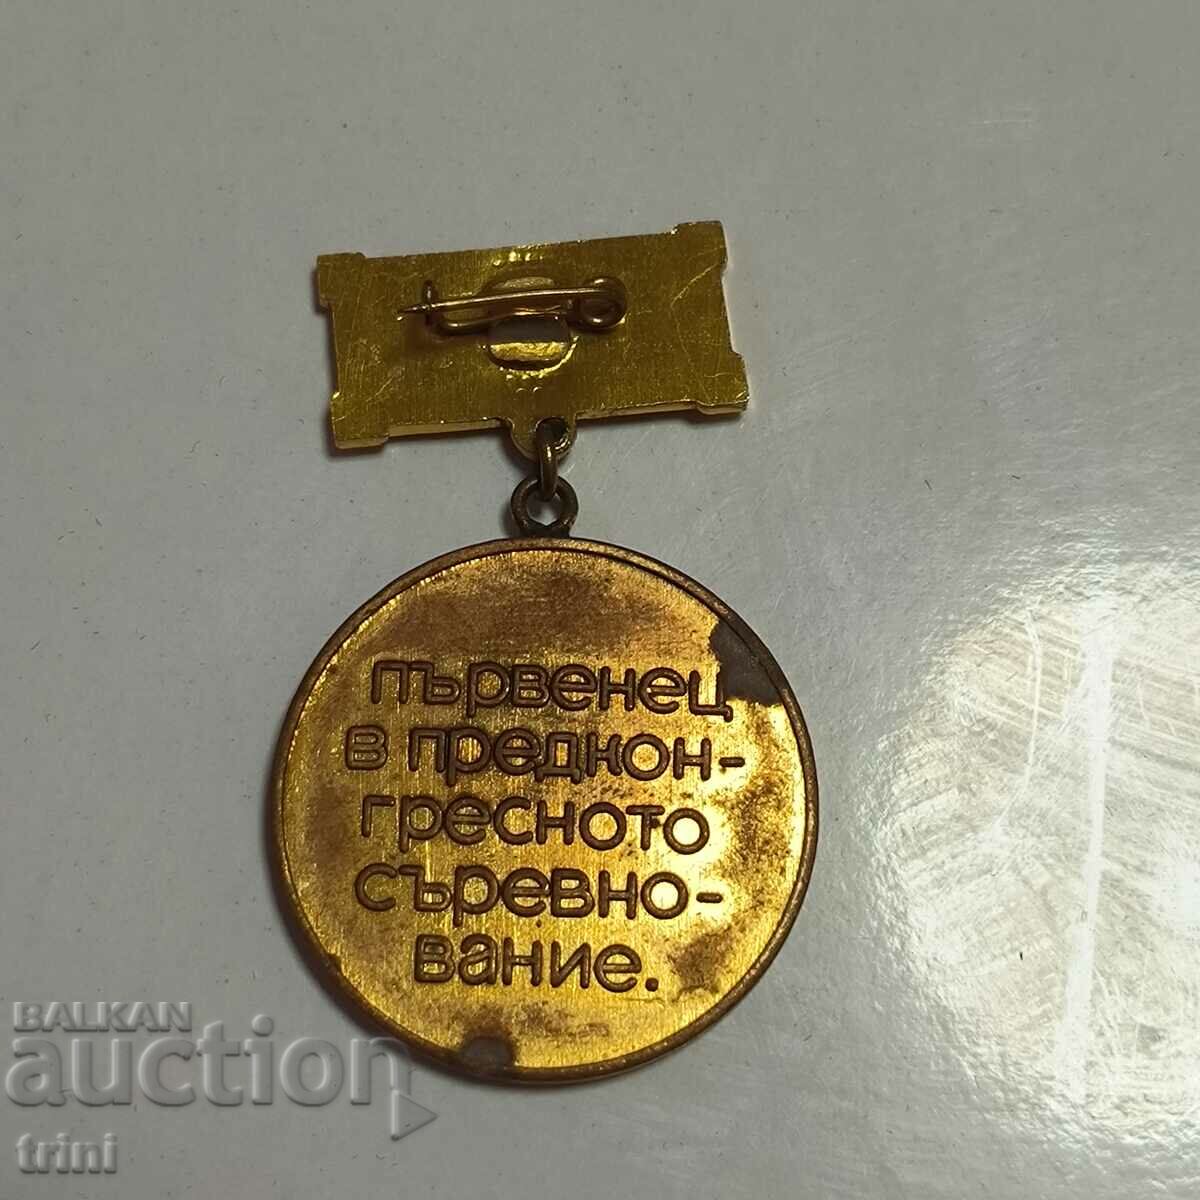 първенец
в предкон-
гресното
съревно-
вание.
BALKAN
auction
trini